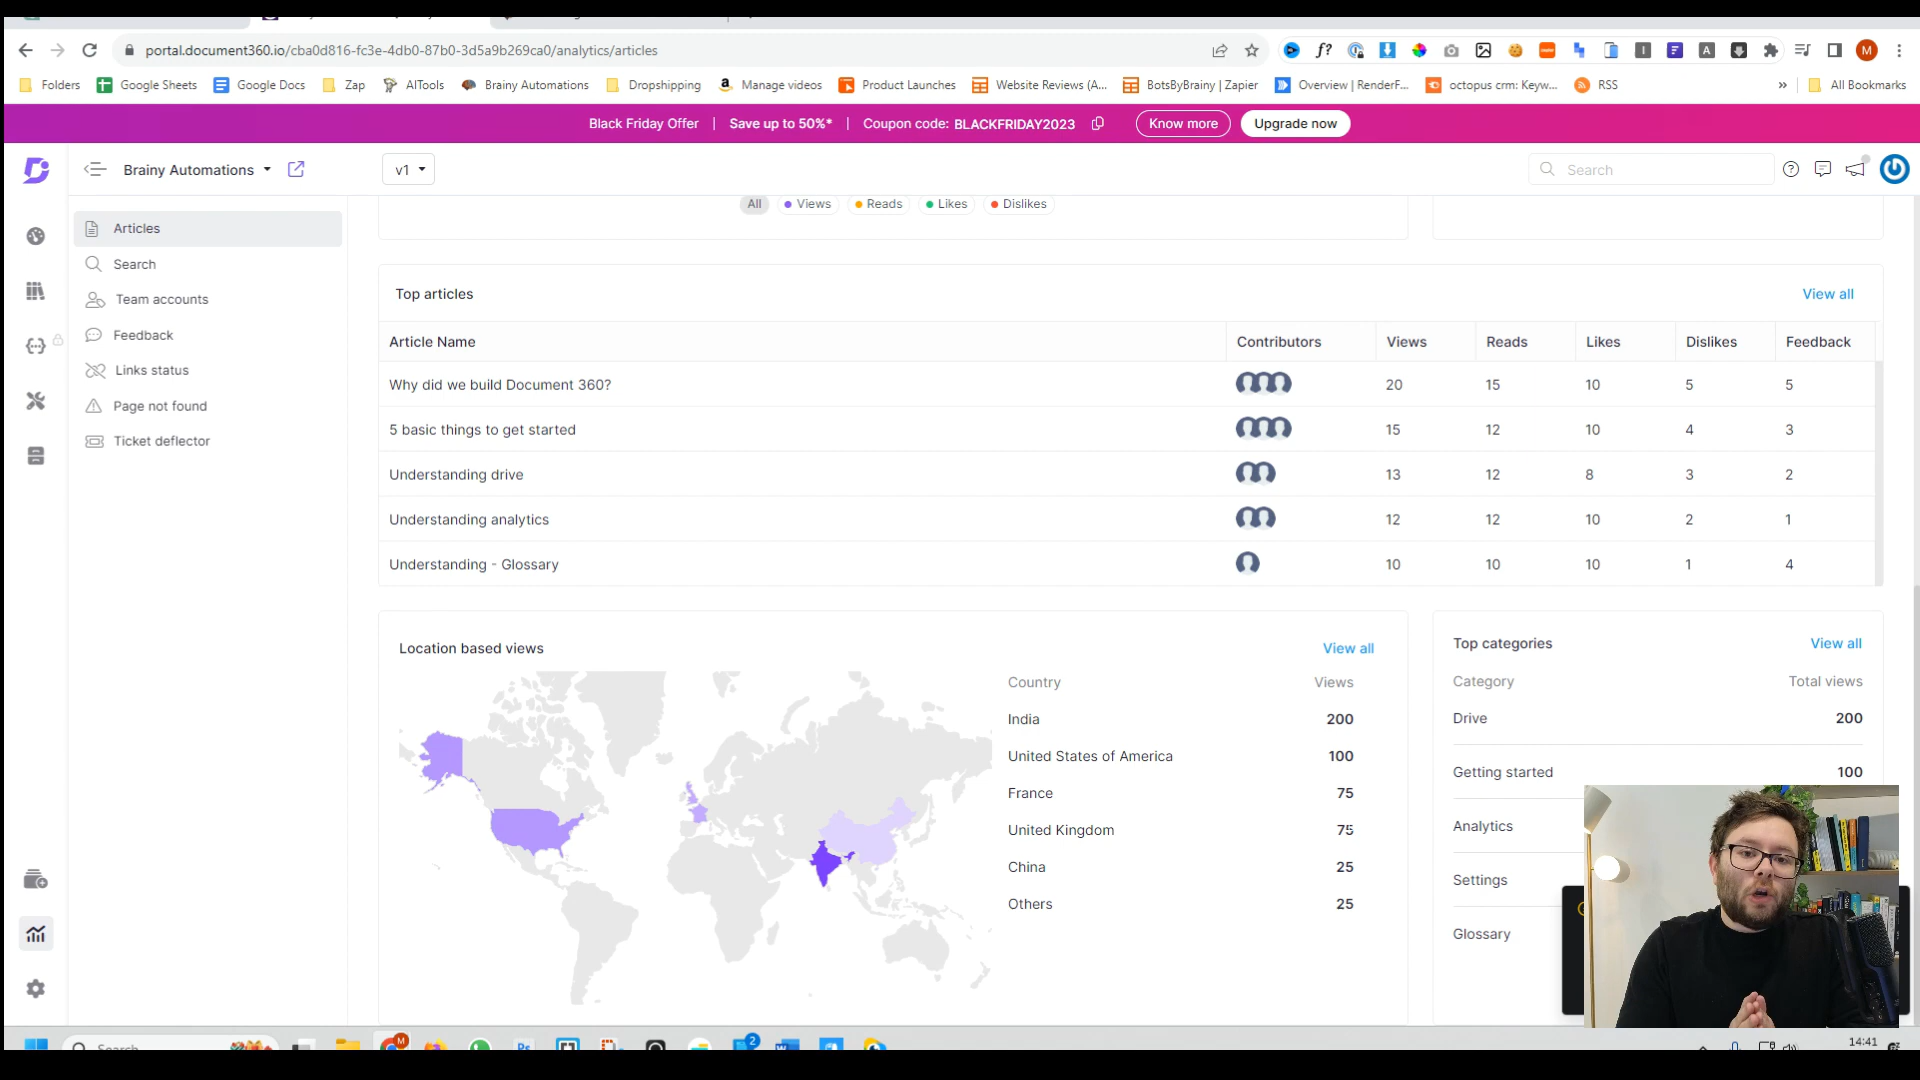 portal.document360.io/cba0d816-fc3e-4db0-87b0-3d5a9b269ca0/analytics/articles
Folders Google Sheets Google Docs Zap AITools Brainy Automations Dropshipping Manage videos Product Launches Website Reviews (A... BotsByBrainy | Zapier Overview | RenderF... octopus crm: Keyw... RSS » All Bookmarks
Black Friday Offer | Save up to 50%* | Coupon code: BLACKFRIDAY2023 Know more Upgrade now
Brainy Automations v1 Search
All Views Reads Likes Dislikes
Articles
Search
Team accounts
Feedback
Links status
Page not found
Ticket deflector
Top articles View all
Article Name Contributors Views Reads Likes Dislikes Feedback
Why did we build Document 360? 20 15 10 5 5
5 basic things to get started 15 12 10 4 3
Understanding drive 13 12 8 3 2
Understanding analytics 12 12 10 2 1
Understanding - Glossary 10 10 10 1 4
Location based views View all
Country Views
India 200
United States of America 100
France 75
United Kingdom 75
China 25
Others 25
Top categories View all
Category Total views
Drive 200
Getting started 100
Analytics
Settings
Glossary
Search
14:41